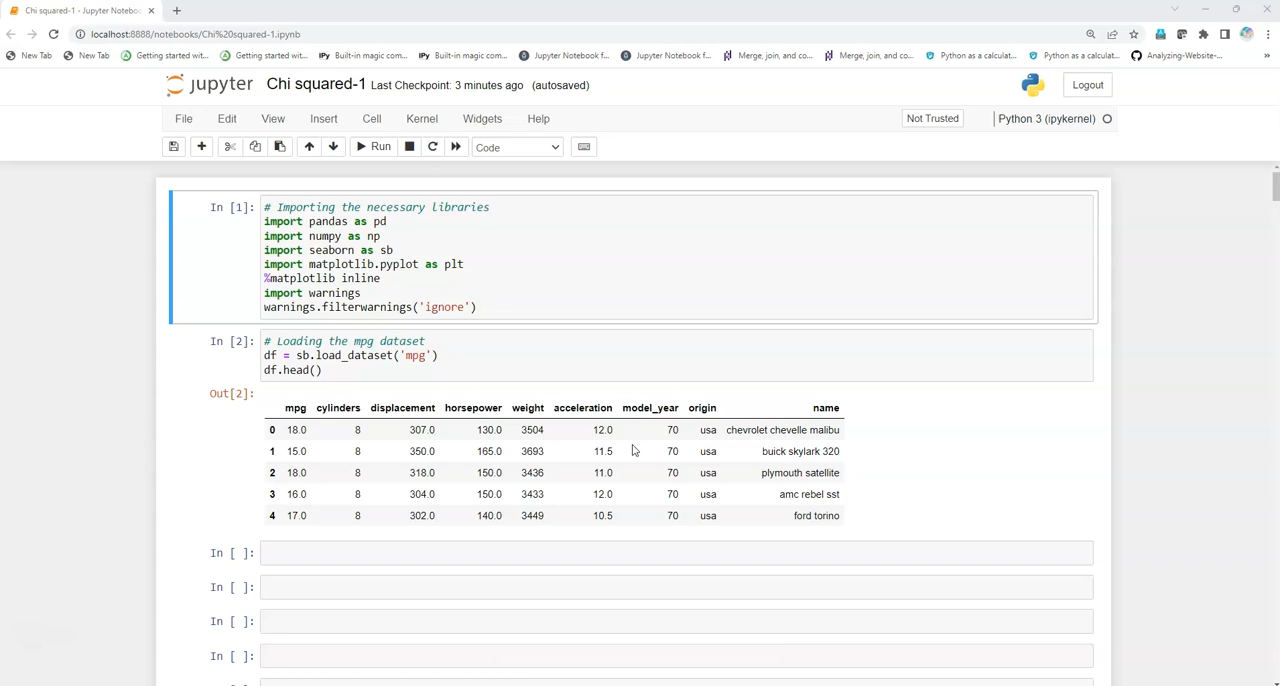 Chi squared-1 - Jupyter Noteboo
localhost:8888/notebooks/Chi%20squared-1.ipynb
New Tab New Tab Getting started wit... Getting started wit... IPy Built-in magic com... IPy Built-in magic com... Jupyter Notebook f... Jupyter Notebook f... Merge, join, and co... Merge, join, and co... Python as a calculat... Python as a calculat... Analyzing-Website-... »
jupyter Chi squared-1 Last Checkpoint: 3 minutes ago (autosaved) Logout
File Edit View Insert Cell Kernel Widgets Help Not Trusted Python 3 (ipykernel)
Run Code
In [1]: # Importing the necessary libraries
import pandas as pd
import numpy as np
import seaborn as sb
import matplotlib.pyplot as plt
%matplotlib inline
import warnings
warnings.filterwarnings('ignore')
In [2]: # Loading the mpg dataset
df = sb.load_dataset('mpg')
df.head()
Out[2]:
mpg cylinders displacement horsepower weight acceleration model_year origin name
0 18.0 8 307.0 130.0 3504 12.0 70 usa chevrolet chevelle malibu
1 15.0 8 350.0 165.0 3693 11.5 70 usa buick skylark 320
2 18.0 8 318.0 150.0 3436 11.0 70 usa plymouth satellite
3 16.0 8 304.0 150.0 3433 12.0 70 usa amc rebel sst
4 17.0 8 302.0 140.0 3449 10.5 70 usa ford torino
In [ ]:
In [ ]:
In [ ]:
In [ ]: